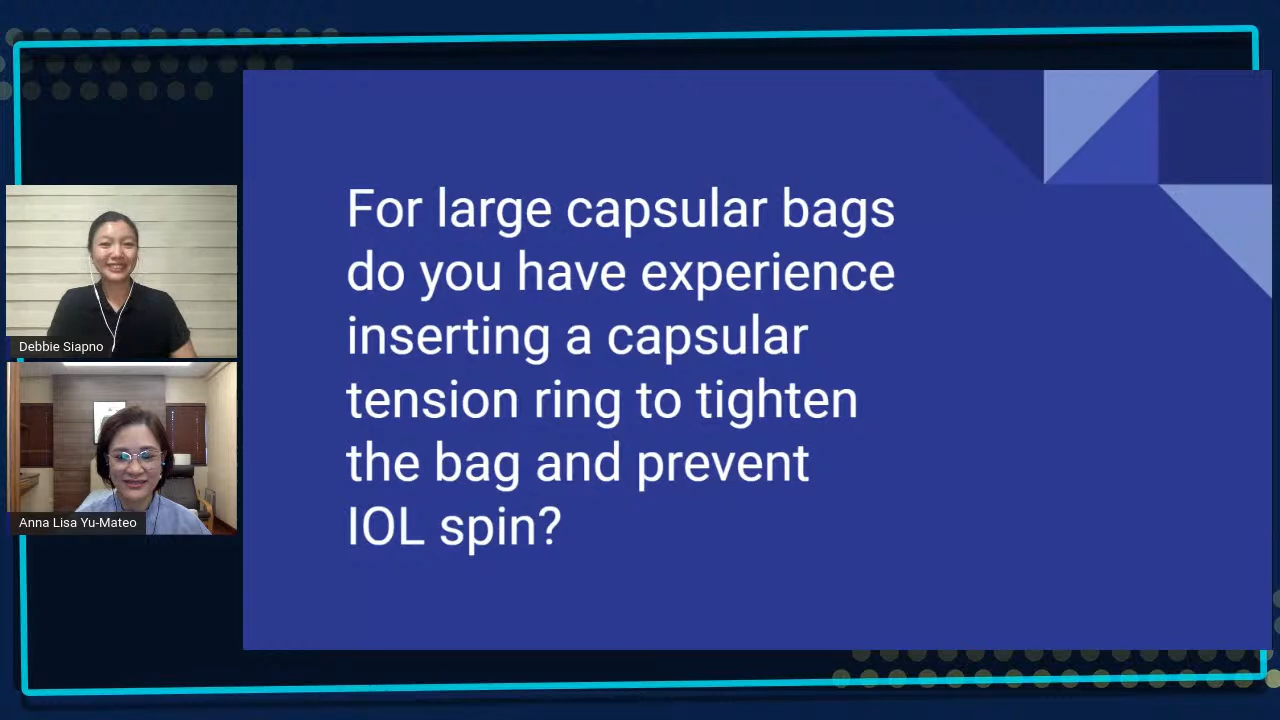 Debbie Siapno
Anna Lisa Yu-Mateo
For large capsular bags
do you have experience
inserting a capsular
tension ring to tighten
the bag and prevent
IOL spin?